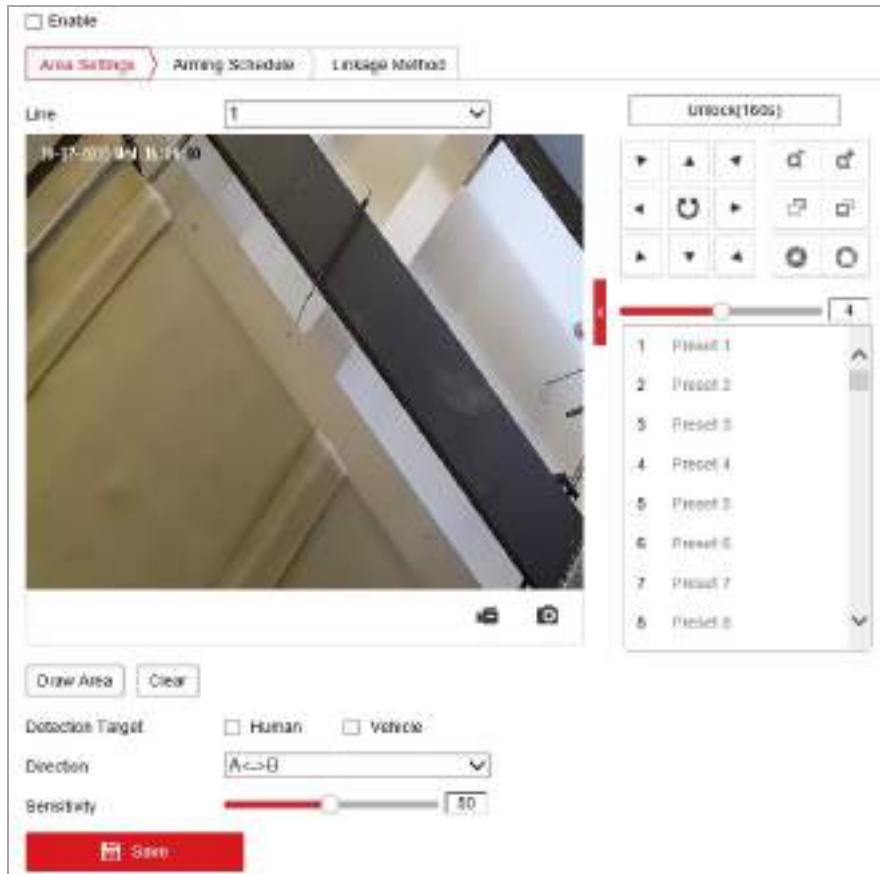 Enable
Area Settings
Arming Schedule
Linkage Method
Line
1
Unlock(160s)
4
1 Preset 1
2 Preset 2
3 Preset 3
4 Preset 4
5 Preset 5
6 Preset 6
7 Preset 7
8 Preset 8
Draw Area
Clear
Detection Target
Human
Vehicle
Direction
A<->B
Sensitivity
50
Save